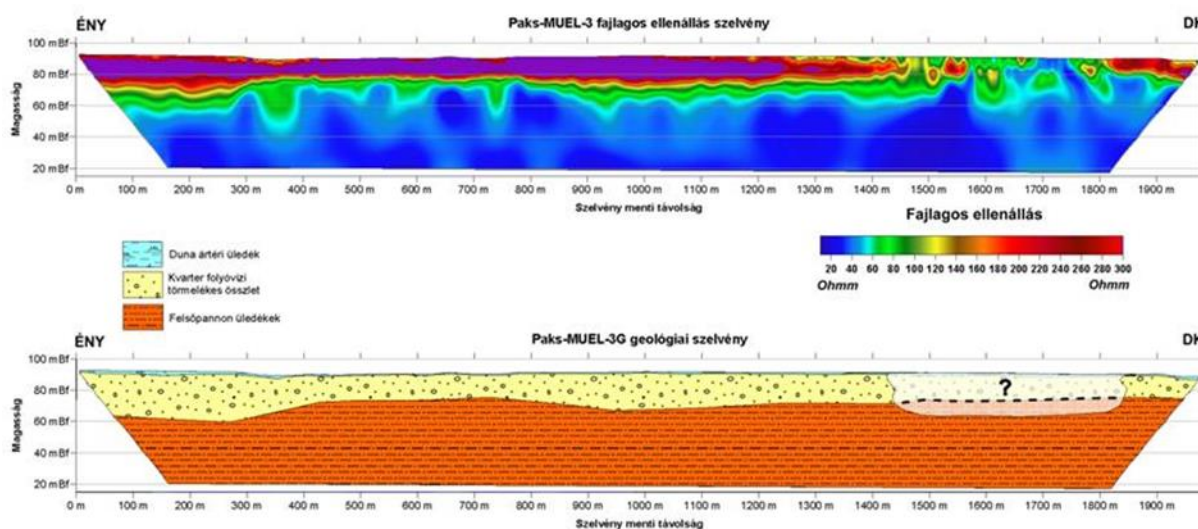 ÉNY
Paks-MUEL-3 fajlagos ellenállás szelvény
DK
100 mBf
80 mBf
60 mBf
40 mBf
20 mBf
Magasság
0 m 100 m 200 m 300 m 400 m 500 m 600 m 700 m 800 m 900 m 1000 m 1100 m 1200 m 1300 m 1400 m 1500 m 1600 m 1700 m 1800 m 1900 m
Szelvény menti távolság
Duna ártéri üledék
Kvarter folyóvízi
törmelékes összlet
Felsőpannon üledékek
Fajlagos ellenállás
20 40 60 80 100 120 140 160 180 200 220 240 260 280 300
Ohmm Ohmm
ÉNY
Paks-MUEL-3G geológiai szelvény
DK
100 mBf
80 mBf
60 mBf
40 mBf
20 mBf
Magasság
?
0 m 100 m 200 m 300 m 400 m 500 m 600 m 700 m 800 m 900 m 1000 m 1100 m 1200 m 1300 m 1400 m 1500 m 1600 m 1700 m 1800 m 1900 m
Szelvény menti távolság